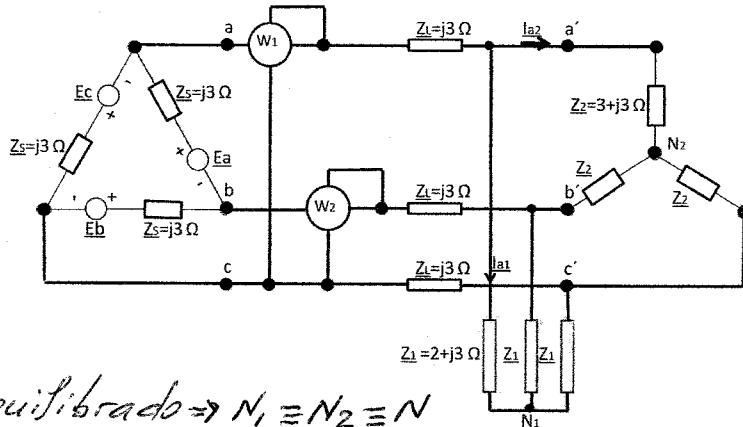 a
W1
ZL=j3 Ω
Ia2
a´
Ec
-
+
Zs=j3 Ω
Zs=j3 Ω
+
Ea
-
Z2=3+j3 Ω
N2
Z2
Z2
b
W2
ZL=j3 Ω
b´
'
+
Eb
Zs=j3 Ω
c
ZL=j3 Ω
Ia1
c´
Z1 =2+j3 Ω
Z1
Z1
N1
uilibrado => N1 ≡ N2 ≡ N